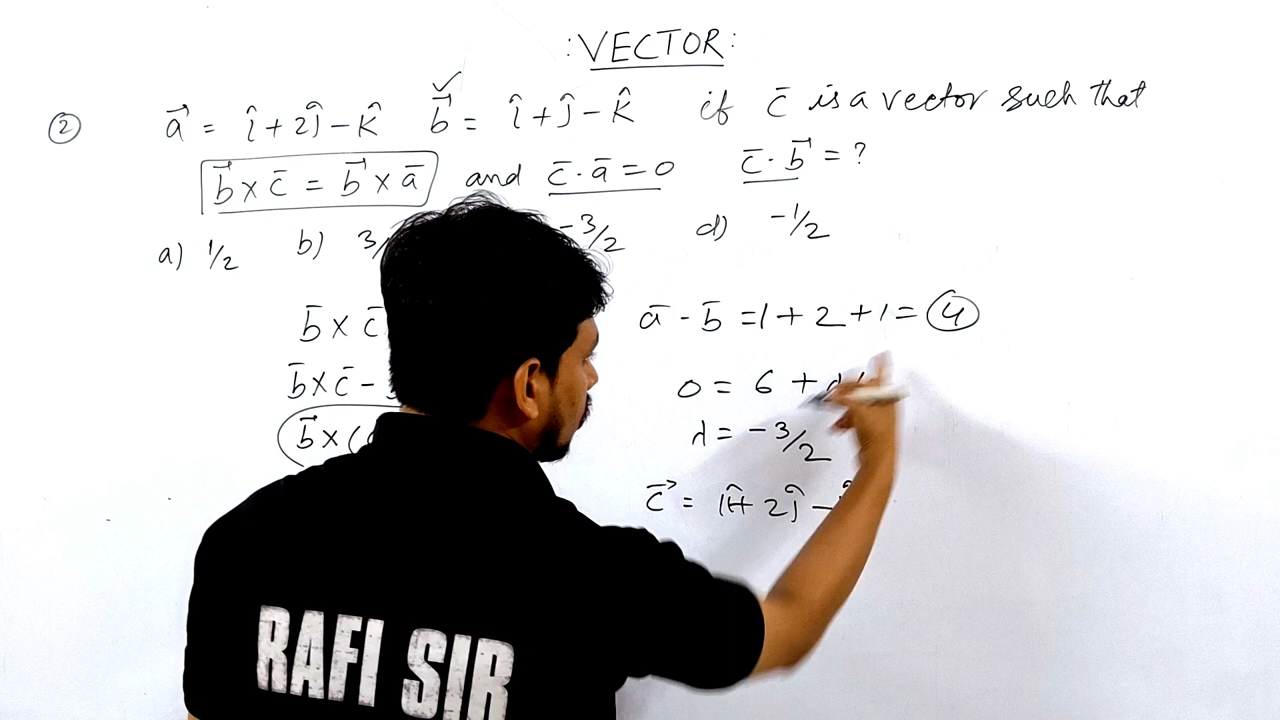 :VECTOR:
② a⃗ = î + 2ĵ − k̂ b⃗ = î + ĵ − k̂ if c̄ is a vector such that
b⃗ × c̄ = b⃗ × ā and c̄ · ā = 0 c̄ · b⃗ = ?
a) 1/2 b) 3/ −3/2 d) −1/2
b̄ × c̄
b̄ × c̄ −
b⃗ × (
ā · b̄ = 1 + 2 + 1 = 4
0 = 6 + λ
λ = −3/2
c⃗ = î + 2ĵ −
RAFI SIR